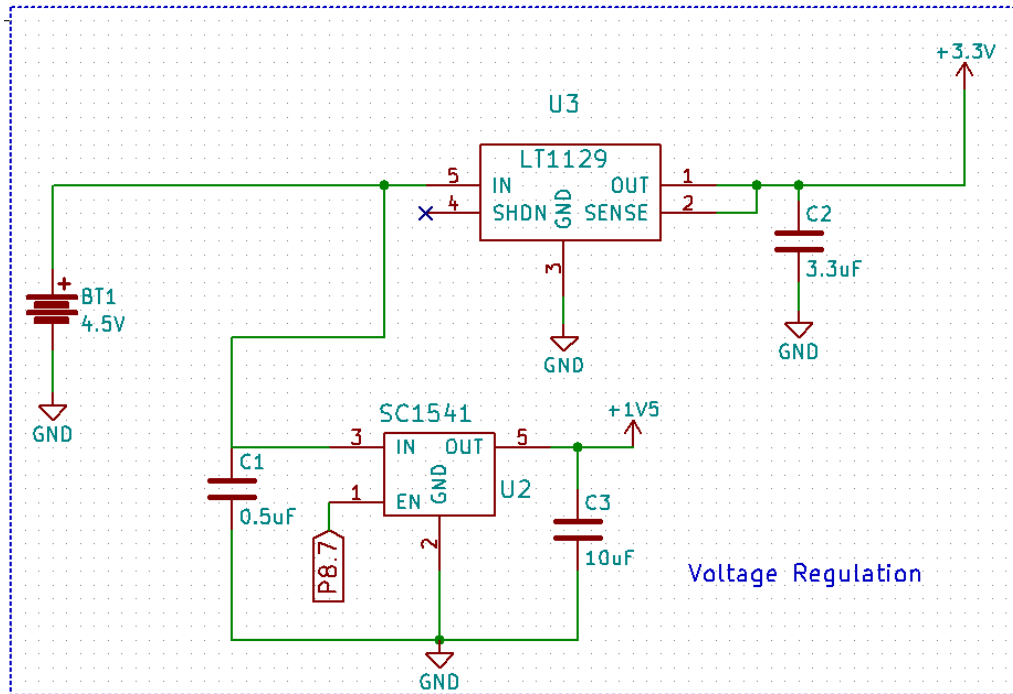 +3.3V
U3
LT1129
5 IN OUT 1
4 SHDN GND SENSE 2
3
C2
3.3uF
GND
GND
+
BT1
4.5V
GND
SC1541
+1V5
3 IN OUT 5
C1
0.5uF
1 EN GND
U2
2
C3
10uF
P8.7
Voltage Regulation
GND